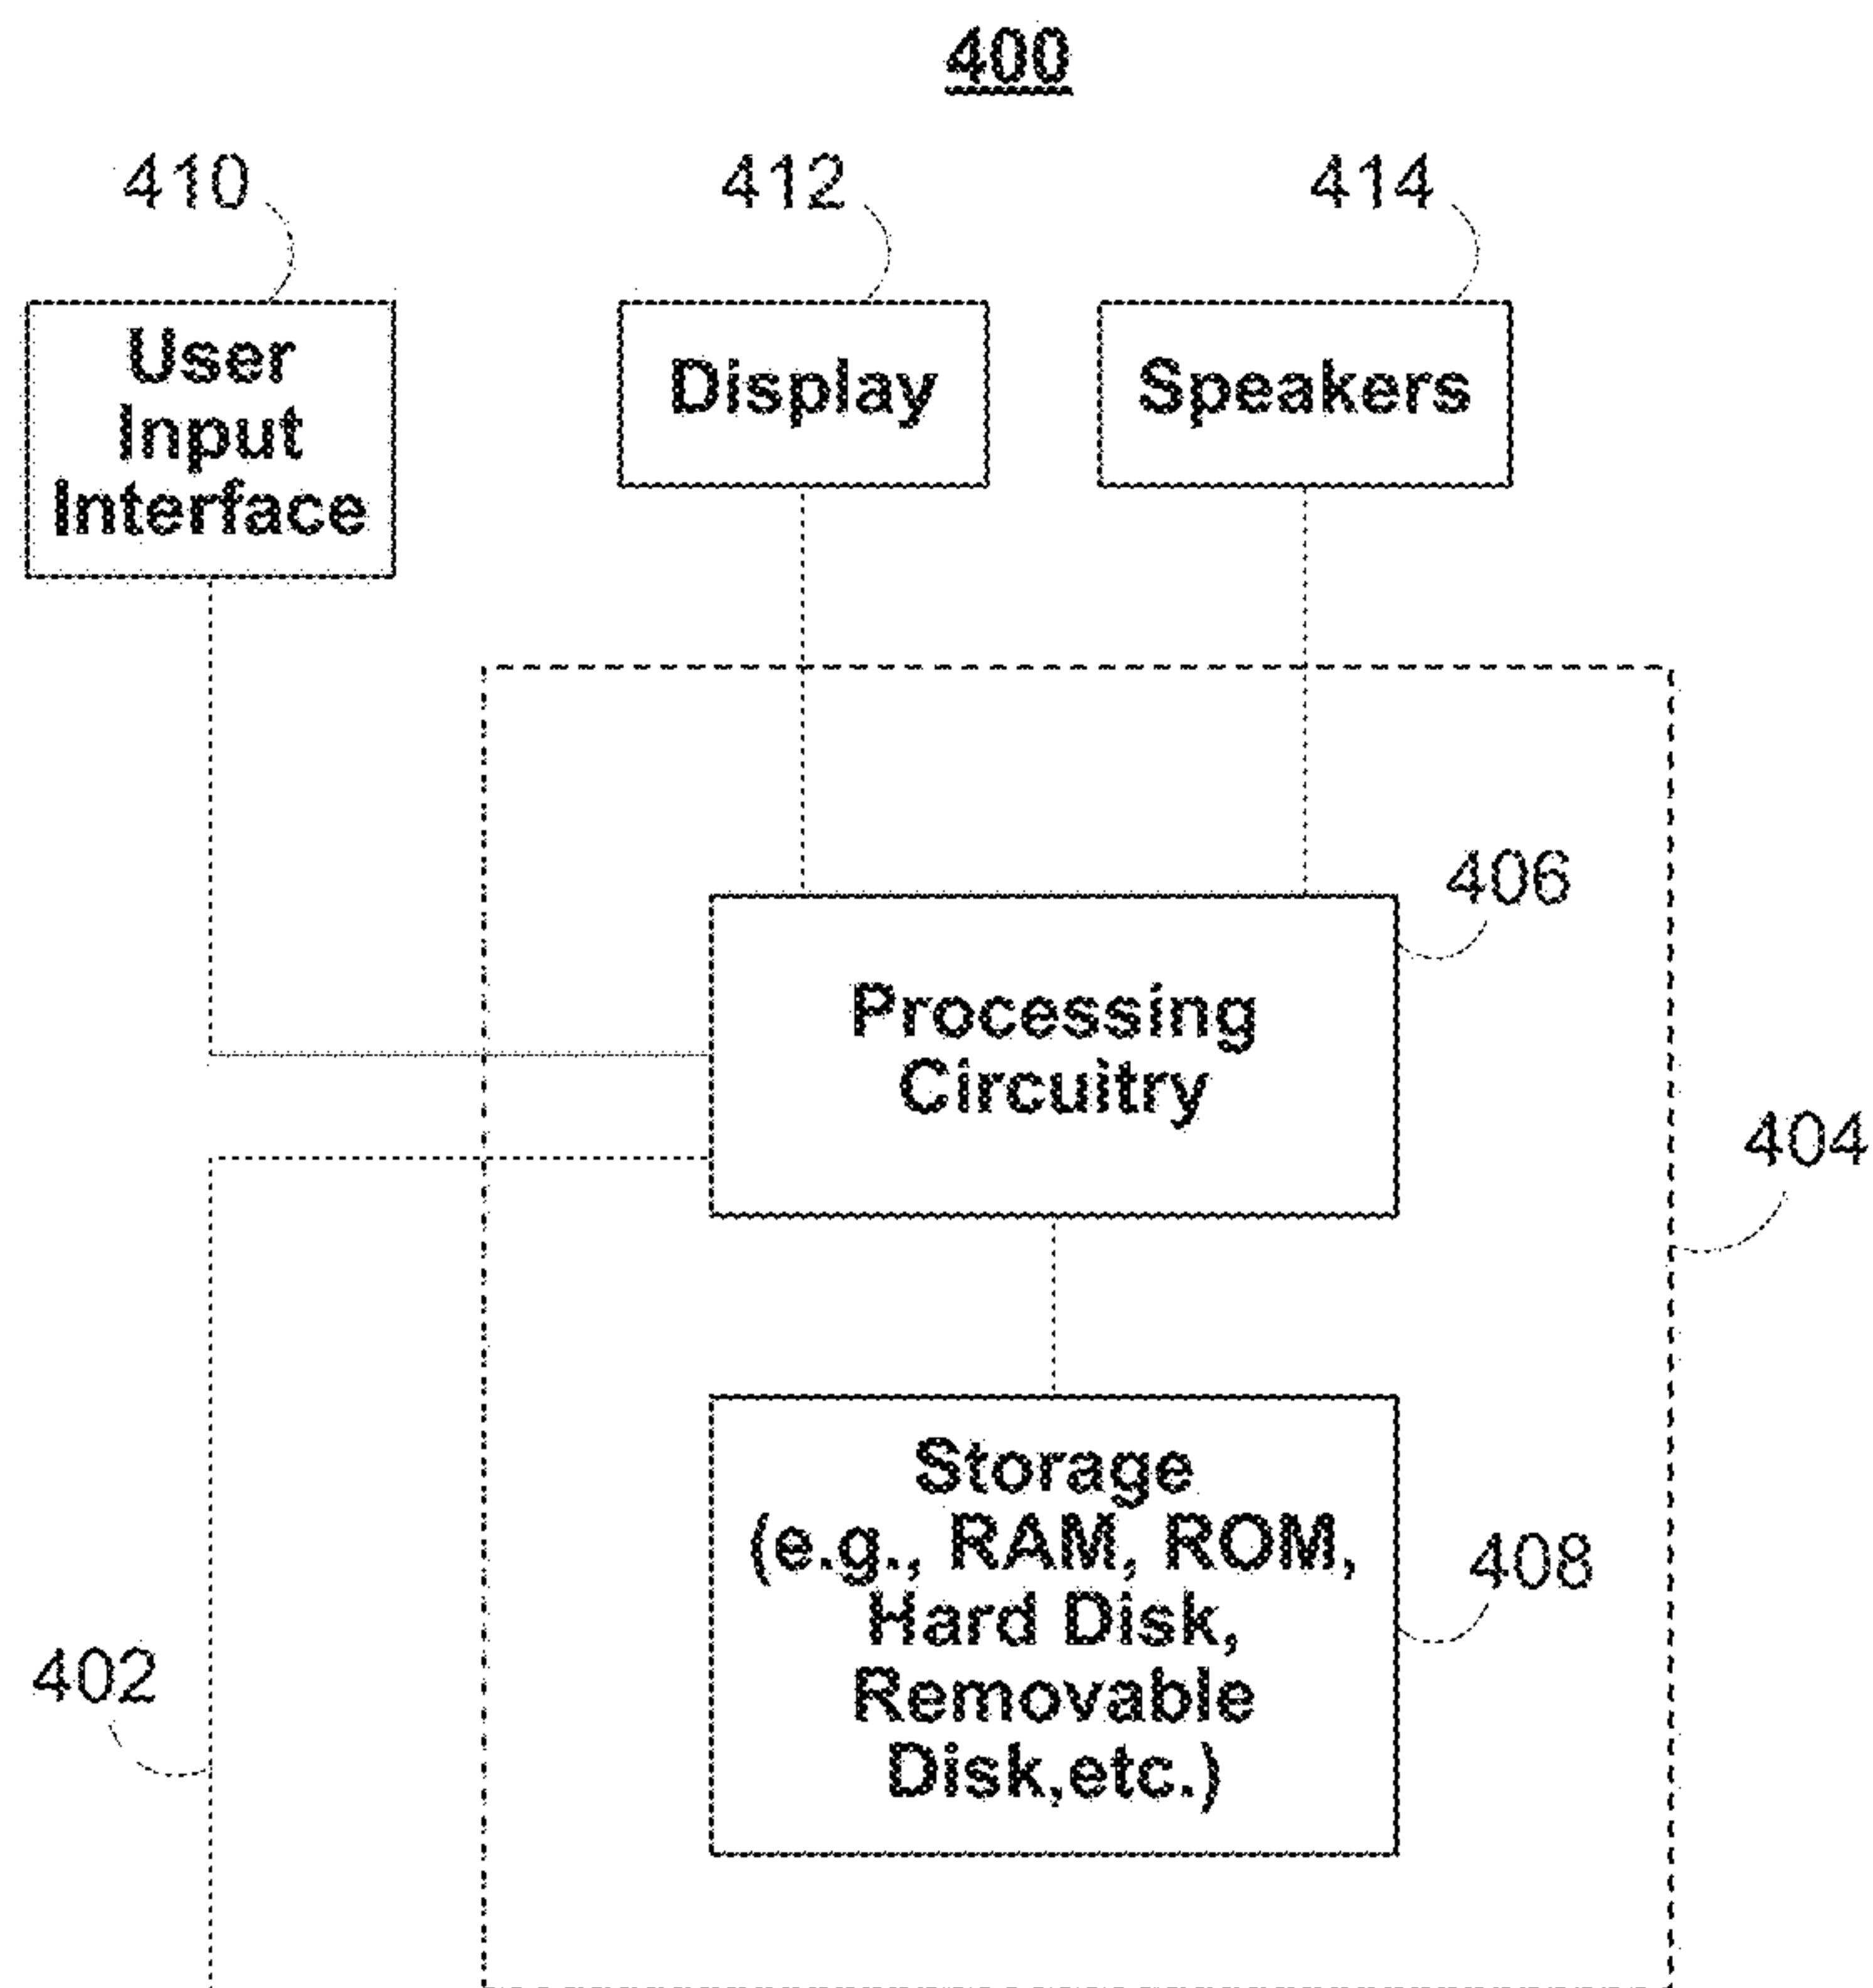 400
410
412
414
User
Input
Interface
Display
Speakers
406
Processing
Circuitry
404
Storage
(e.g., RAM, ROM,
Hard Disk,
Removable
Disk,etc.)
408
402